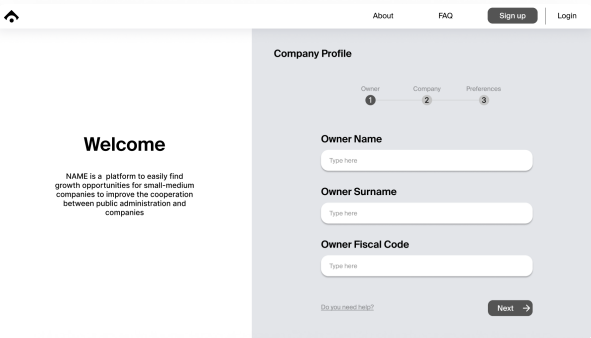 About FAQ Sign up Login
Company Profile
Owner Company Preferences
1 2 3
Welcome
NAME is a platform to easily find
growth opportunities for small-medium
companies to improve the cooperation
between public administration and
companies
Owner Name
Type here
Owner Surname
Type here
Owner Fiscal Code
Type here
Do you need help?
Next